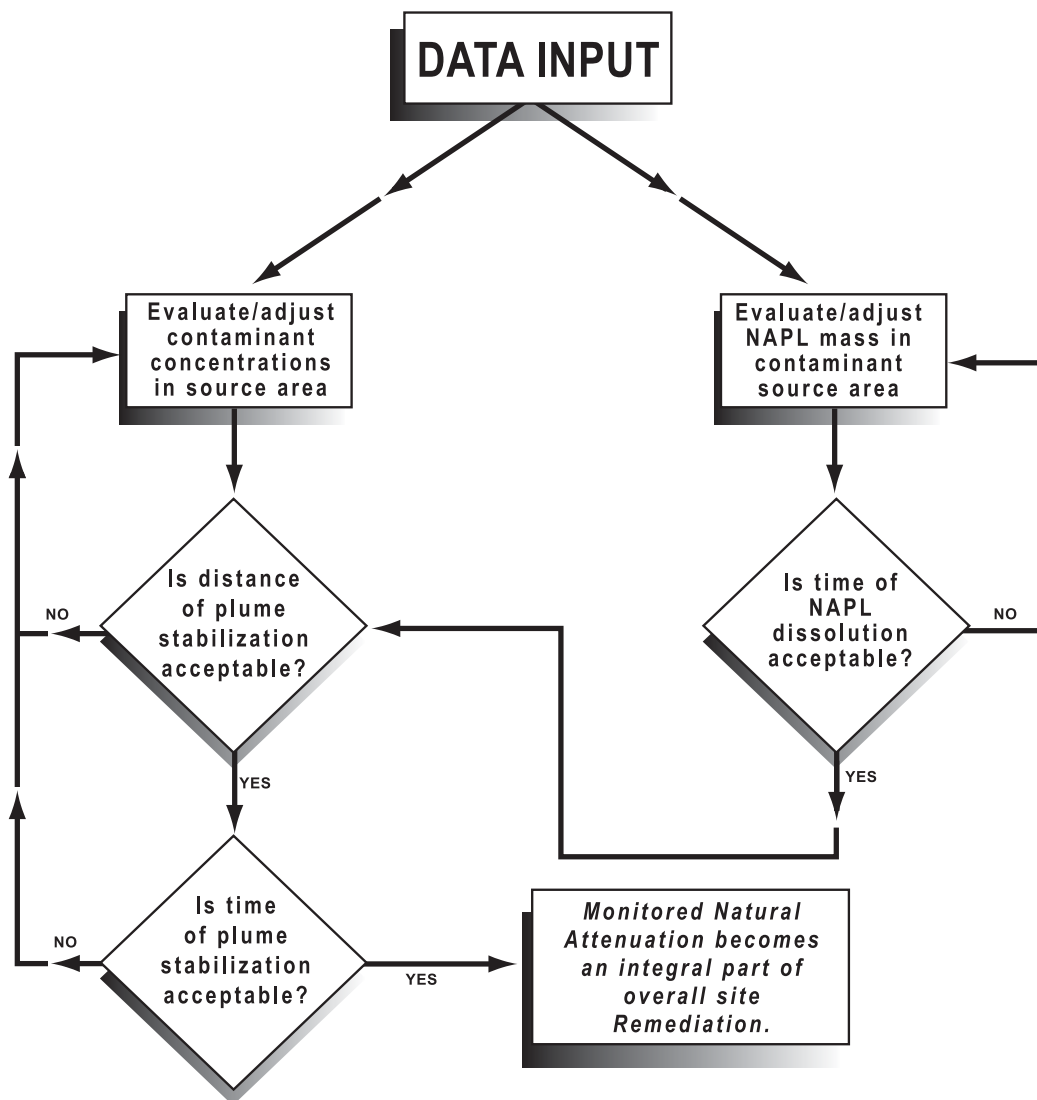 DATA INPUT
Evaluate/adjust
contaminant
concentrations
in source area
Evaluate/adjust
NAPL mass in
contaminant
source area
Is distance
of plume
stabilization
acceptable?
NO
YES
Is time of
NAPL
dissolution
acceptable?
NO
YES
Is time
of plume
stabilization
acceptable?
NO
YES
Monitored Natural
Attenuation becomes
an integral part of
overall site
Remediation.